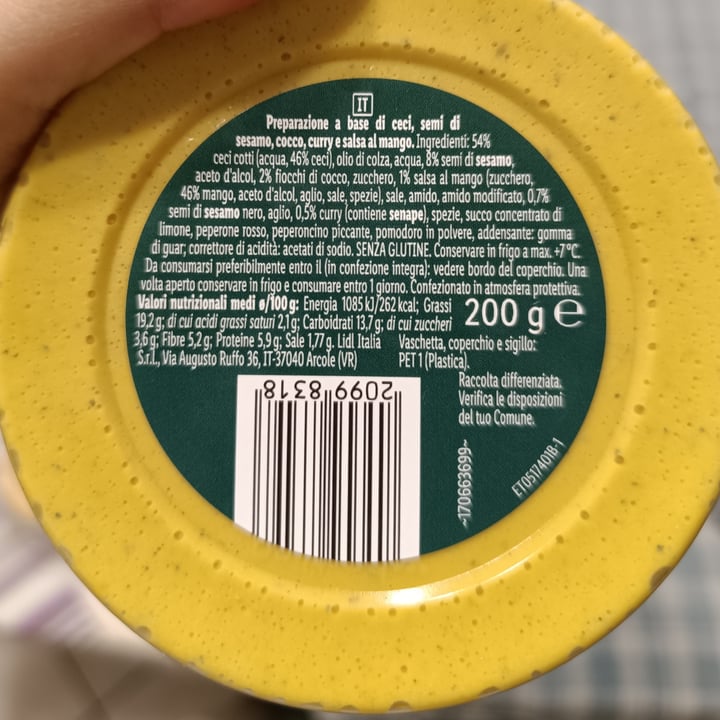 IT
Preparazione a base di ceci, semi di
sesamo, cocco, curry e salsa al mango. Ingredienti: 54%
ceci cotti (acqua, 46% ceci), olio di colza, acqua, 8% semi di sesamo,
aceto d'alcol, 2% fiocchi di cocco, zucchero, 1% salsa al mango (zucchero,
46% mango, aceto d'alcol, aglio, sale, spezie), sale, amido, amido modificato, 0,7%
semi di sesamo nero, aglio, 0,5% curry (contiene senape), spezie, succo concentrato di
limone, peperone rosso, peperoncino piccante, pomodoro in polvere, addensante: gomma
di guar; correttore di acidità: acetati di sodio. SENZA GLUTINE. Conservare in frigo a max. +7°C.
Da consumarsi preferibilmente entro il (in confezione integra): vedere bordo del coperchio. Una
volta aperto conservare in frigo e consumare entro 1 giorno. Confezionato in atmosfera protettiva.
Valori nutrizionali medi ø/100 g: Energia 1085 kJ/262 kcal; Grassi
19,2 g; di cui acidi grassi saturi 2,1 g; Carboidrati 13,7 g; di cui zuccheri
3,6 g; Fibre 5,2 g; Proteine 5,9 g; Sale 1,77 g. Lidl Italia
S.r.l., Via Augusto Ruffo 36, IT-37040 Arcole (VR)
200 g e
Vaschetta, coperchio e sigillo:
PET 1 (Plastica).
Raccolta differenziata.
Verifica le disposizioni
del tuo Comune.
2099 8318
~170663699~
ET0517401B-1